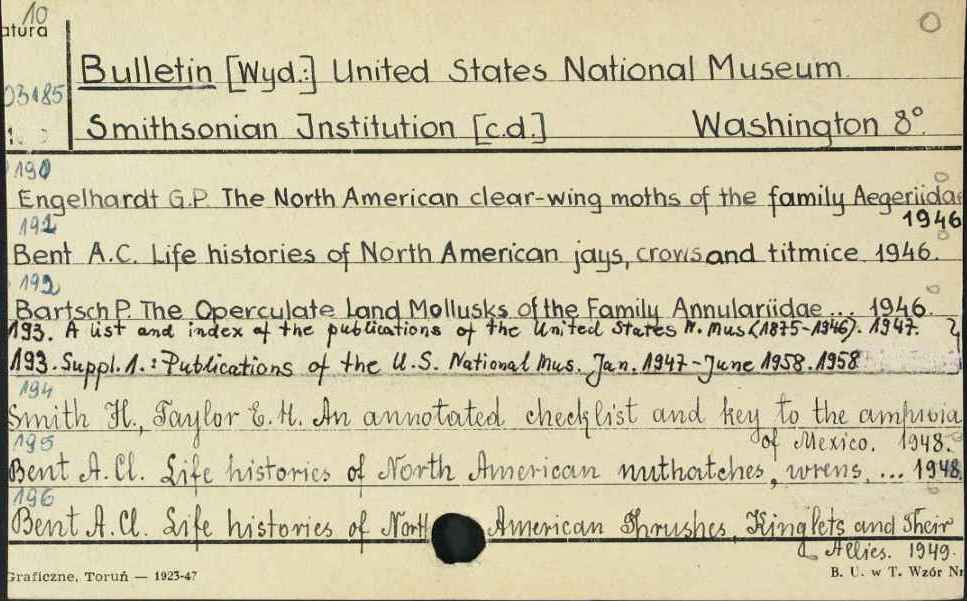 10
atura
Bulletin [Wyd.:] United States National Museum.
03185
Smithsonian Institution [c.d.] Washington 8°.
190
Engelhardt G.P. The North American clear-wing moths of the family Aegeriidae
191 1946
Bent A.C. Life histories of North American jays, crows and titmice 1946.
192
Bartsch P. The Operculate Land Mollusks of the Family Annulariidae... 1946.
193. A list and index of the publications of the United States N. Mus (1875-1946). 1947.
193. Suppl. 1. : Publications of the U.S. National Mus. Jan. 1947 - June 1958. 1958
194
Smith H., Taylor E.H. An annotated checklist and key to the amphibia
195 of Mexico. 1948.
Bent A.Cl. Life histories of North American nuthatches, wrens, ... 1948.
196
Bent A.Cl. Life histories of North American Thrushes, Kinglets and Their
Allies. 1949.
Graficzne, Toruń — 1923-47 B. U. w T. Wzór Nr